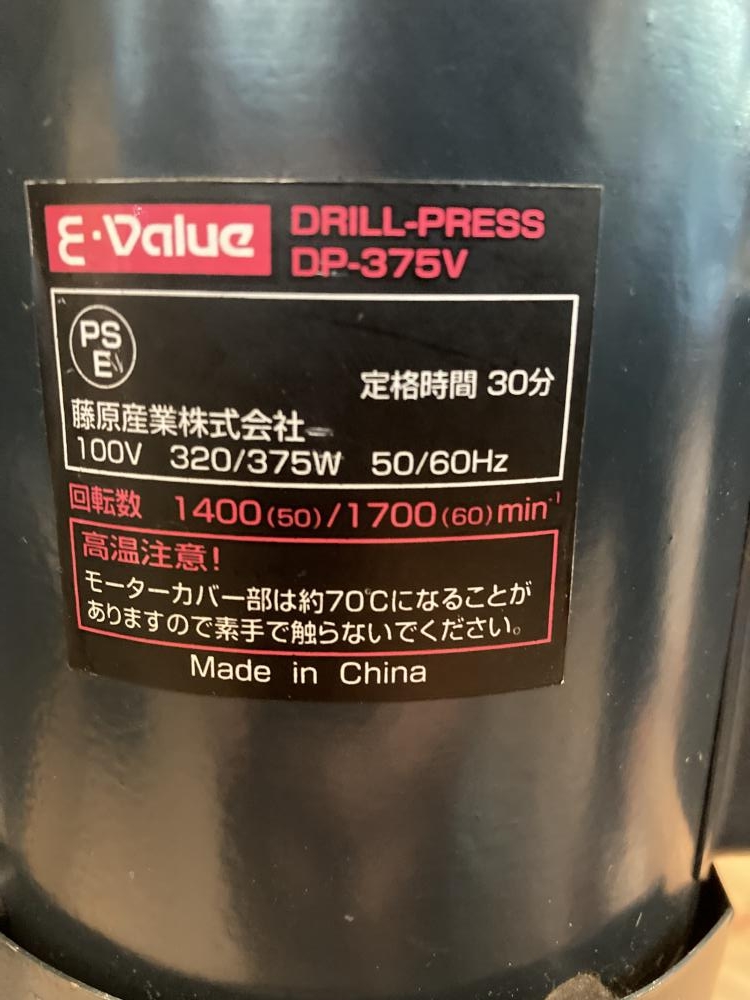 E·Value
DRILL-PRESS
DP-375V
PS
E
定格時間 30分
藤原産業株式会社
100V 320/375W 50/60Hz
回転数 1400(50)/1700(60)min⁻¹
高温注意!
モーターカバー部は約70℃になることが
ありますので素手で触らないでください。
Made in China